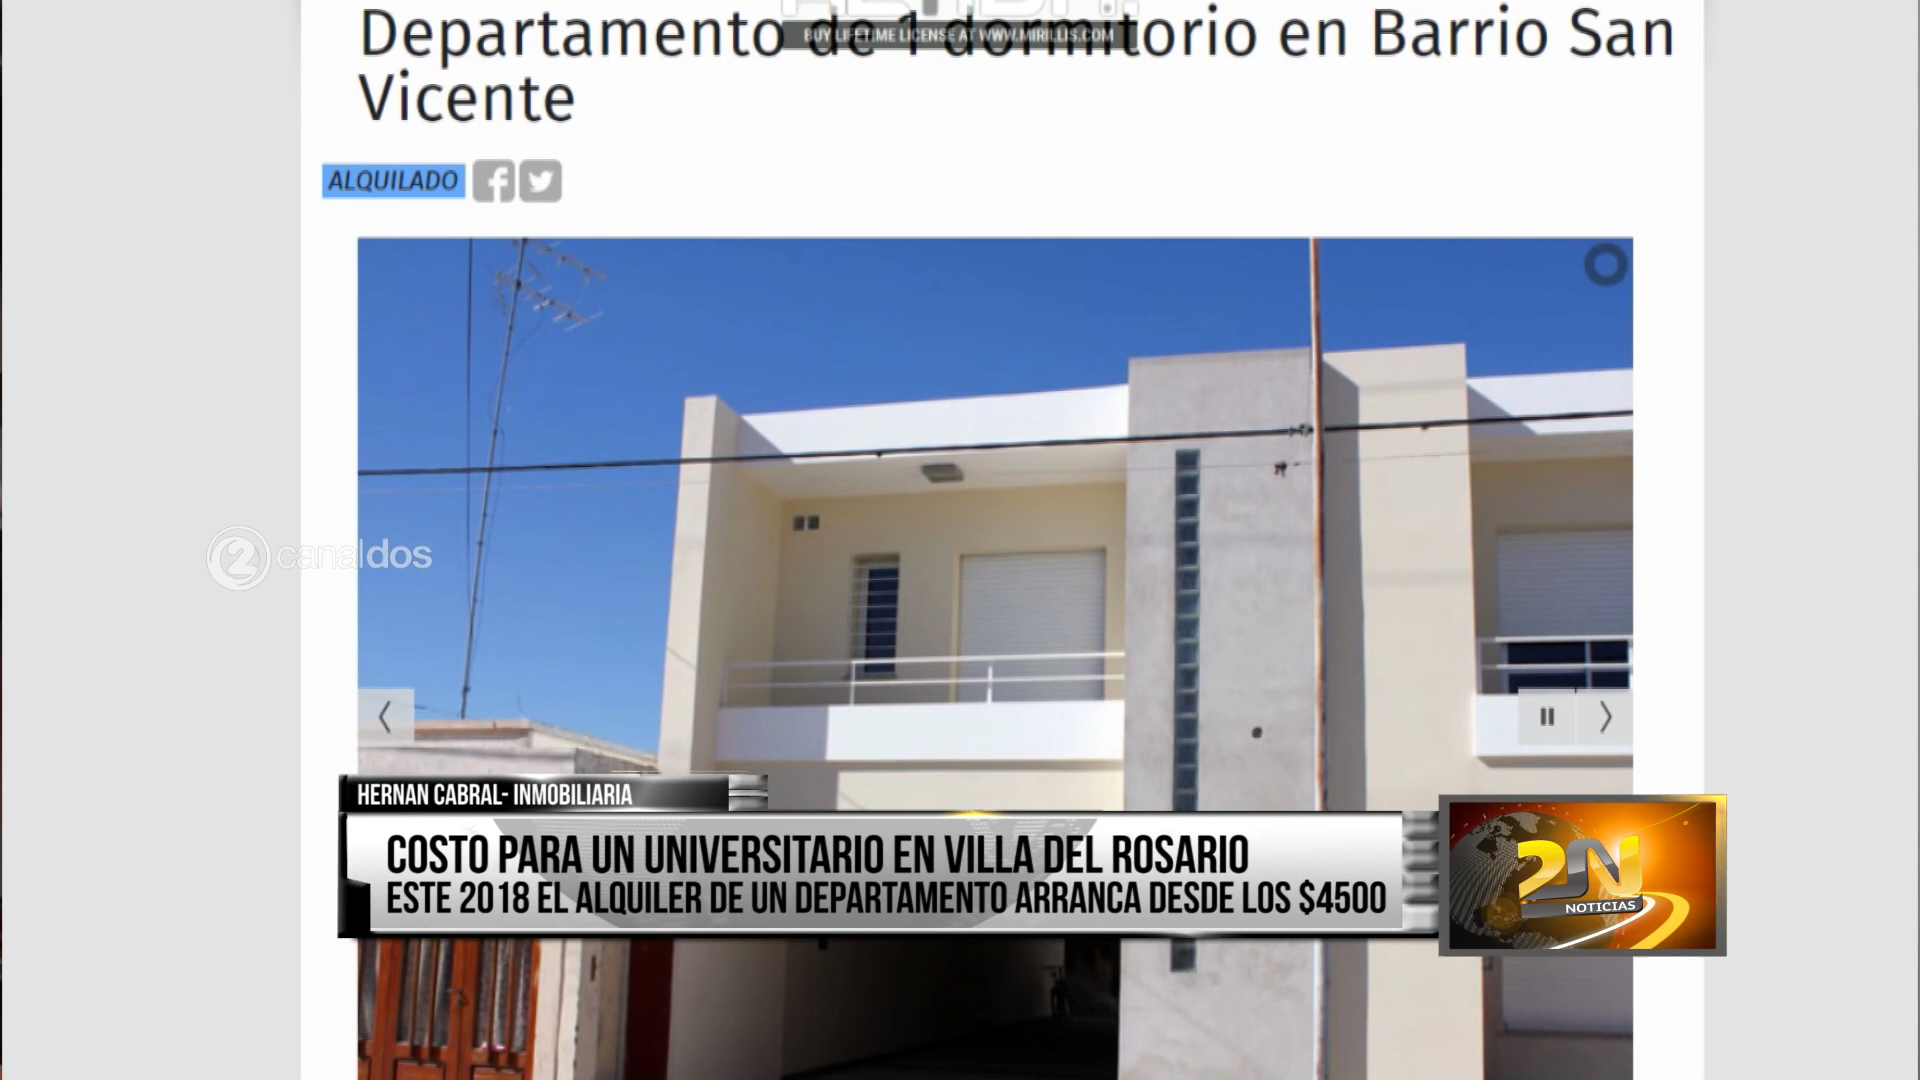 Departamento de 1 dormitorio en Barrio San
Vicente
BUY LIFETIME LICENSE AT WWW.MIRILLIS.COM
ALQUILADO
2 canaldos
HERNAN CABRAL- INMOBILIARIA
COSTO PARA UN UNIVERSITARIO EN VILLA DEL ROSARIO
ESTE 2018 EL ALQUILER DE UN DEPARTAMENTO ARRANCA DESDE LOS $4500
2N
NOTICIAS